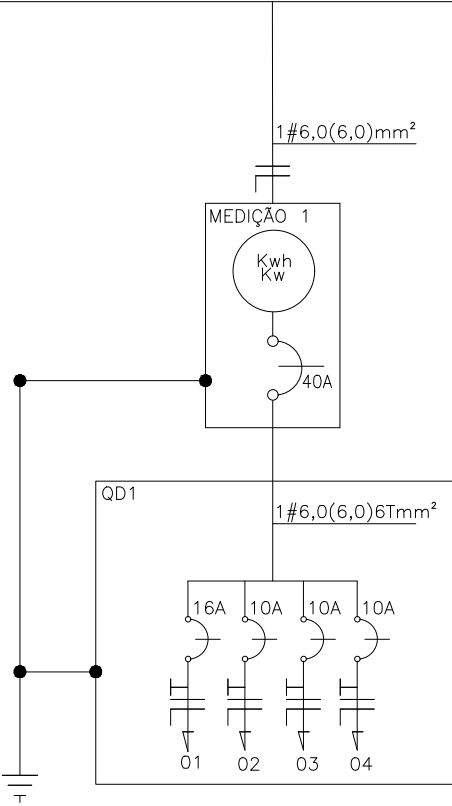 1#6,0(6,0)mm²
MEDIÇÃO 1
Kwh
Kw
40A
QD1
1#6,0(6,0)6Tmm²
16A 10A 10A 10A
01 02 03 04